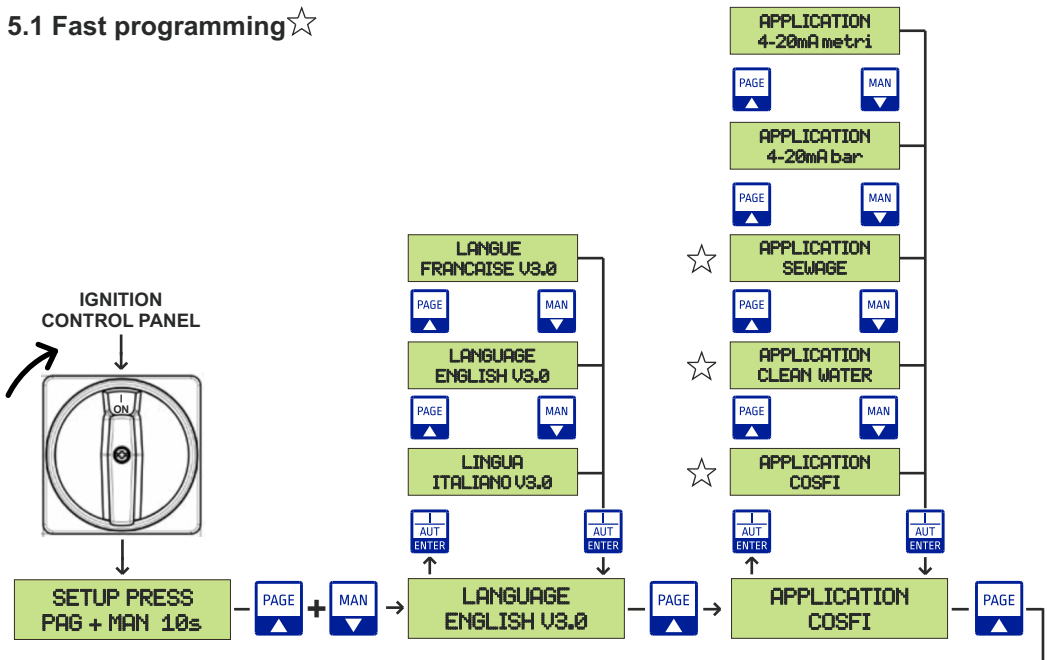 5.1 Fast programming
APPLICATION
4-20mA metri
PAGE
MAN
APPLICATION
4-20mA bar
PAGE
MAN
LANGUE
FRANCAISE V3.0
APPLICATION
SEWAGE
IGNITION
CONTROL PANEL
PAGE
MAN
PAGE
MAN
LANGUAGE
ENGLISH V3.0
APPLICATION
CLEAN WATER
I
ON
PAGE
MAN
PAGE
MAN
LINGUA
ITALIANO V3.0
APPLICATION
COSFI
I
AUT
ENTER
I
AUT
ENTER
I
AUT
ENTER
I
AUT
ENTER
SETUP PRESS
PAG + MAN 10s
PAGE
+
MAN
LANGUAGE
ENGLISH V3.0
PAGE
APPLICATION
COSFI
PAGE